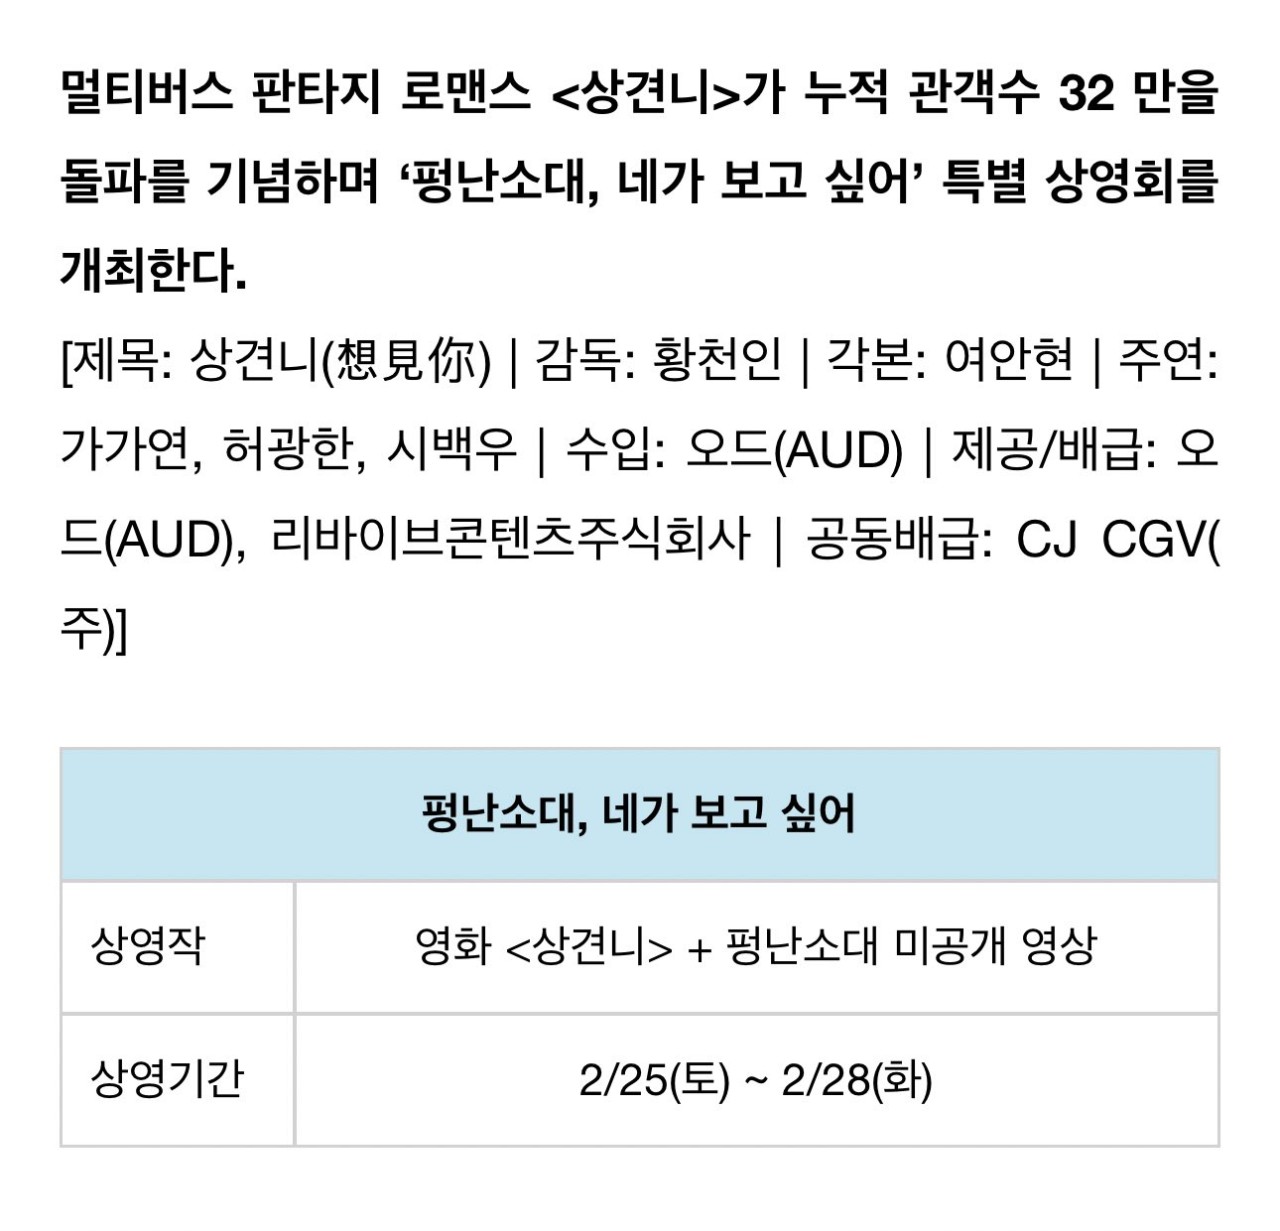 멀티버스 판타지 로맨스 <상견니>가 누적 관객수 32 만을
돌파를 기념하며 ‘펑난소대, 네가 보고 싶어’ 특별 상영회를
개최한다.
[제목: 상견니(想見你) | 감독: 황천인 | 각본: 여안현 | 주연:
가가연, 허광한, 시백우 | 수입: 오드(AUD) | 제공/배급: 오
드(AUD), 리바이브콘텐츠주식회사 | 공동배급: CJ CGV(
주)]
펑난소대, 네가 보고 싶어
상영작 영화 <상견니> + 펑난소대 미공개 영상
상영기간 2/25(토) ~ 2/28(화)